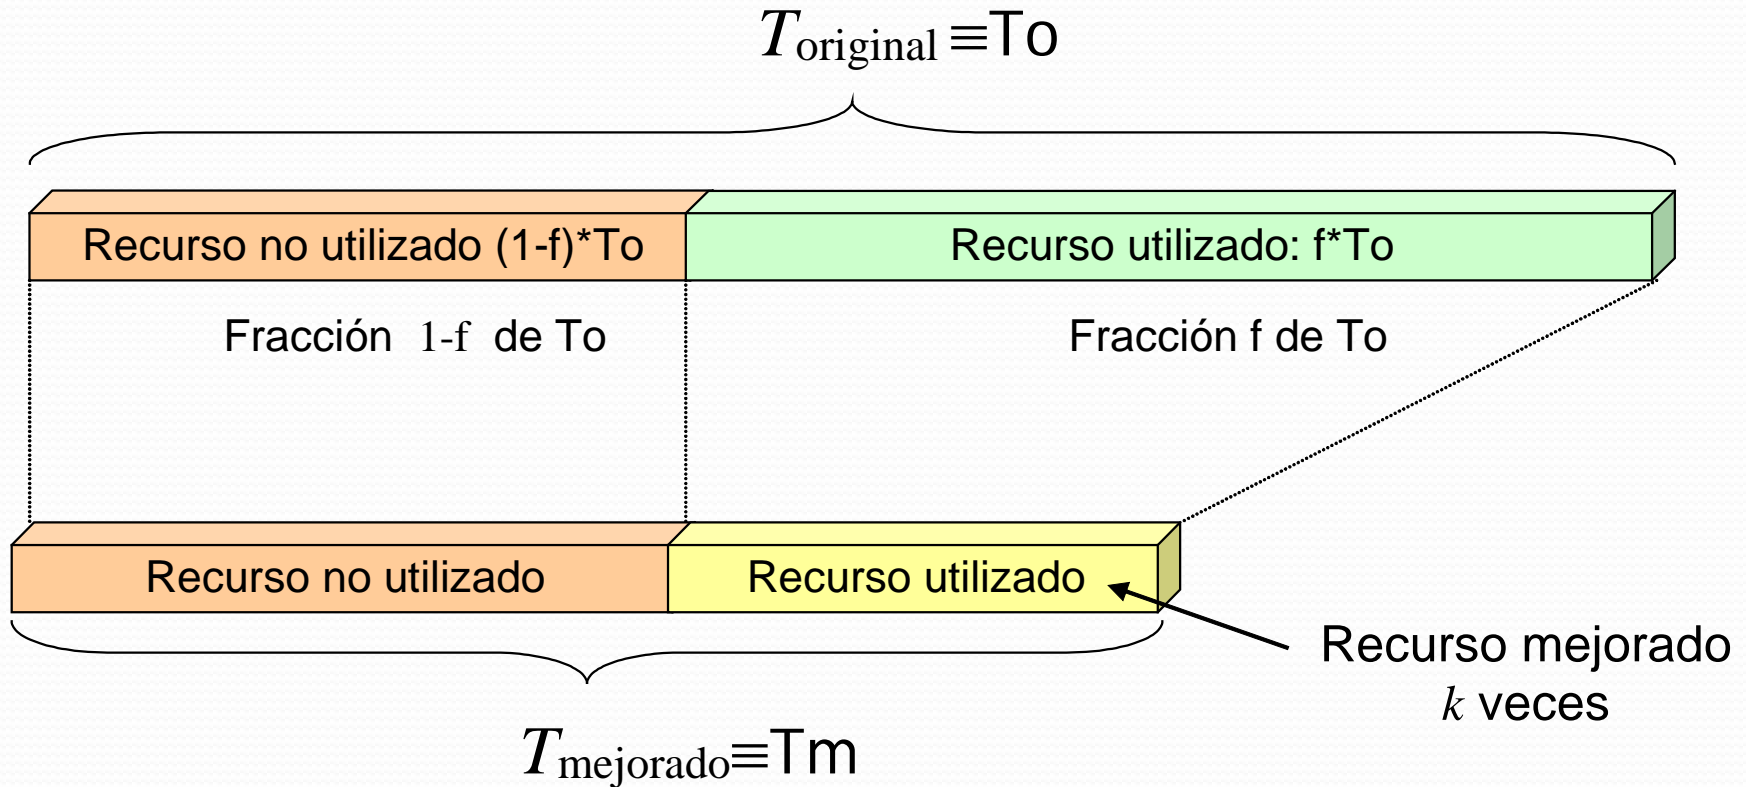 Toriginal ≡To
Recurso no utilizado (1-f)*To
Recurso utilizado: f*To
Fracción 1-f de To
Fracción f de To
Recurso no utilizado
Recurso utilizado
Recurso mejorado
k veces
Tmejorado≡Tm